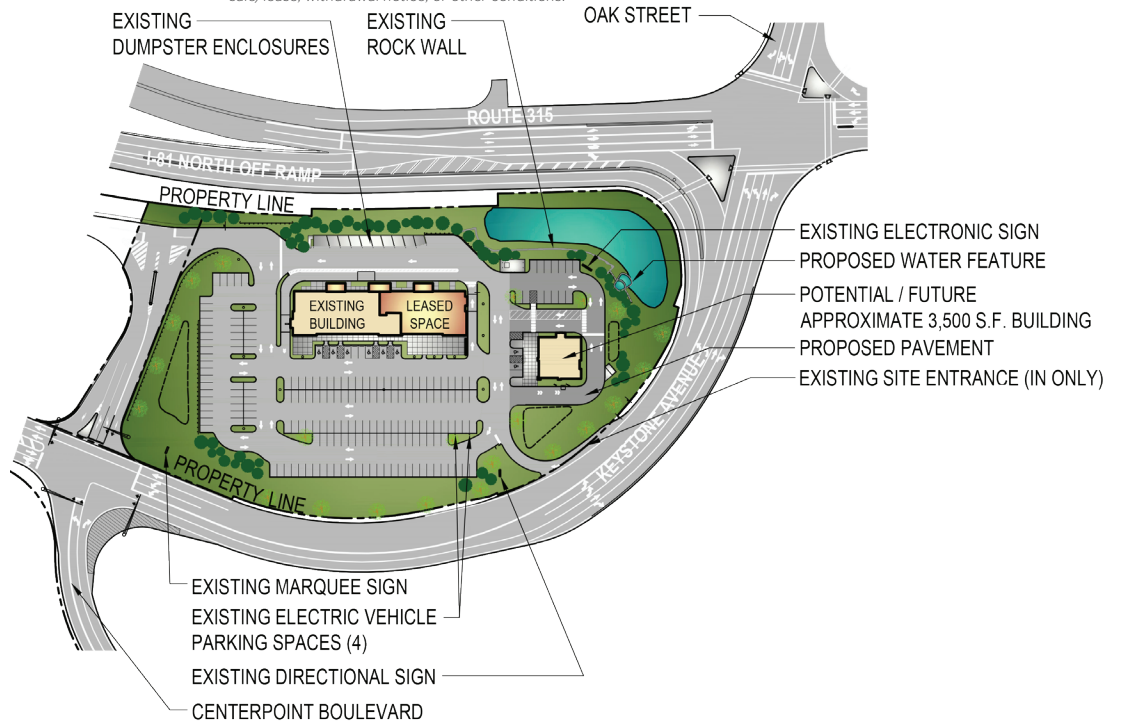 EXISTING
DUMPSTER ENCLOSURES
EXISTING
ROCK WALL
OAK STREET
ROUTE 315
I-81 NORTH OFF RAMP
PROPERTY LINE
EXISTING
BUILDING
LEASED
SPACE
EXISTING ELECTRONIC SIGN
PROPOSED WATER FEATURE
POTENTIAL / FUTURE
APPROXIMATE 3,500 S.F. BUILDING
PROPOSED PAVEMENT
EXISTING SITE ENTRANCE (IN ONLY)
KEYSTONE AVENUE
PROPERTY LINE
EXISTING MARQUEE SIGN
EXISTING ELECTRIC VEHICLE
PARKING SPACES (4)
EXISTING DIRECTIONAL SIGN
CENTERPOINT BOULEVARD